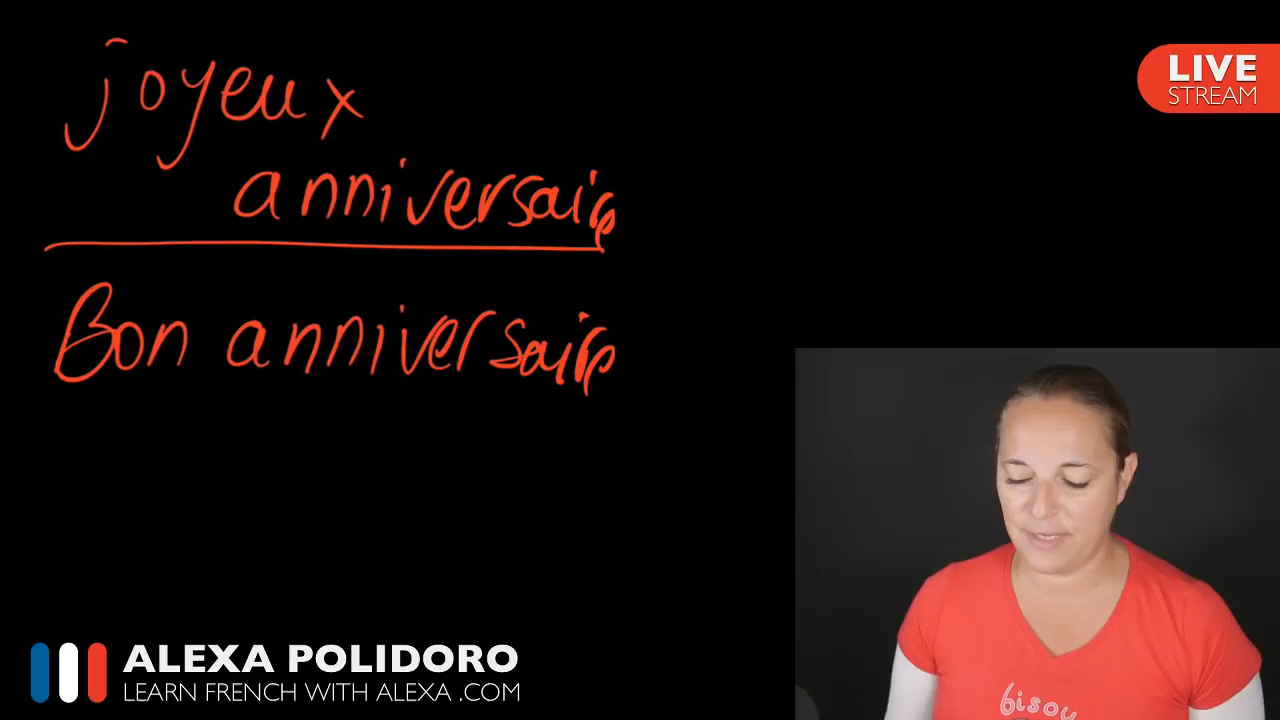 joyeux
anniversaire
Bon anniversaire
LIVE
STREAM
ALEXA POLIDORO
LEARN FRENCH WITH ALEXA .COM
bisou